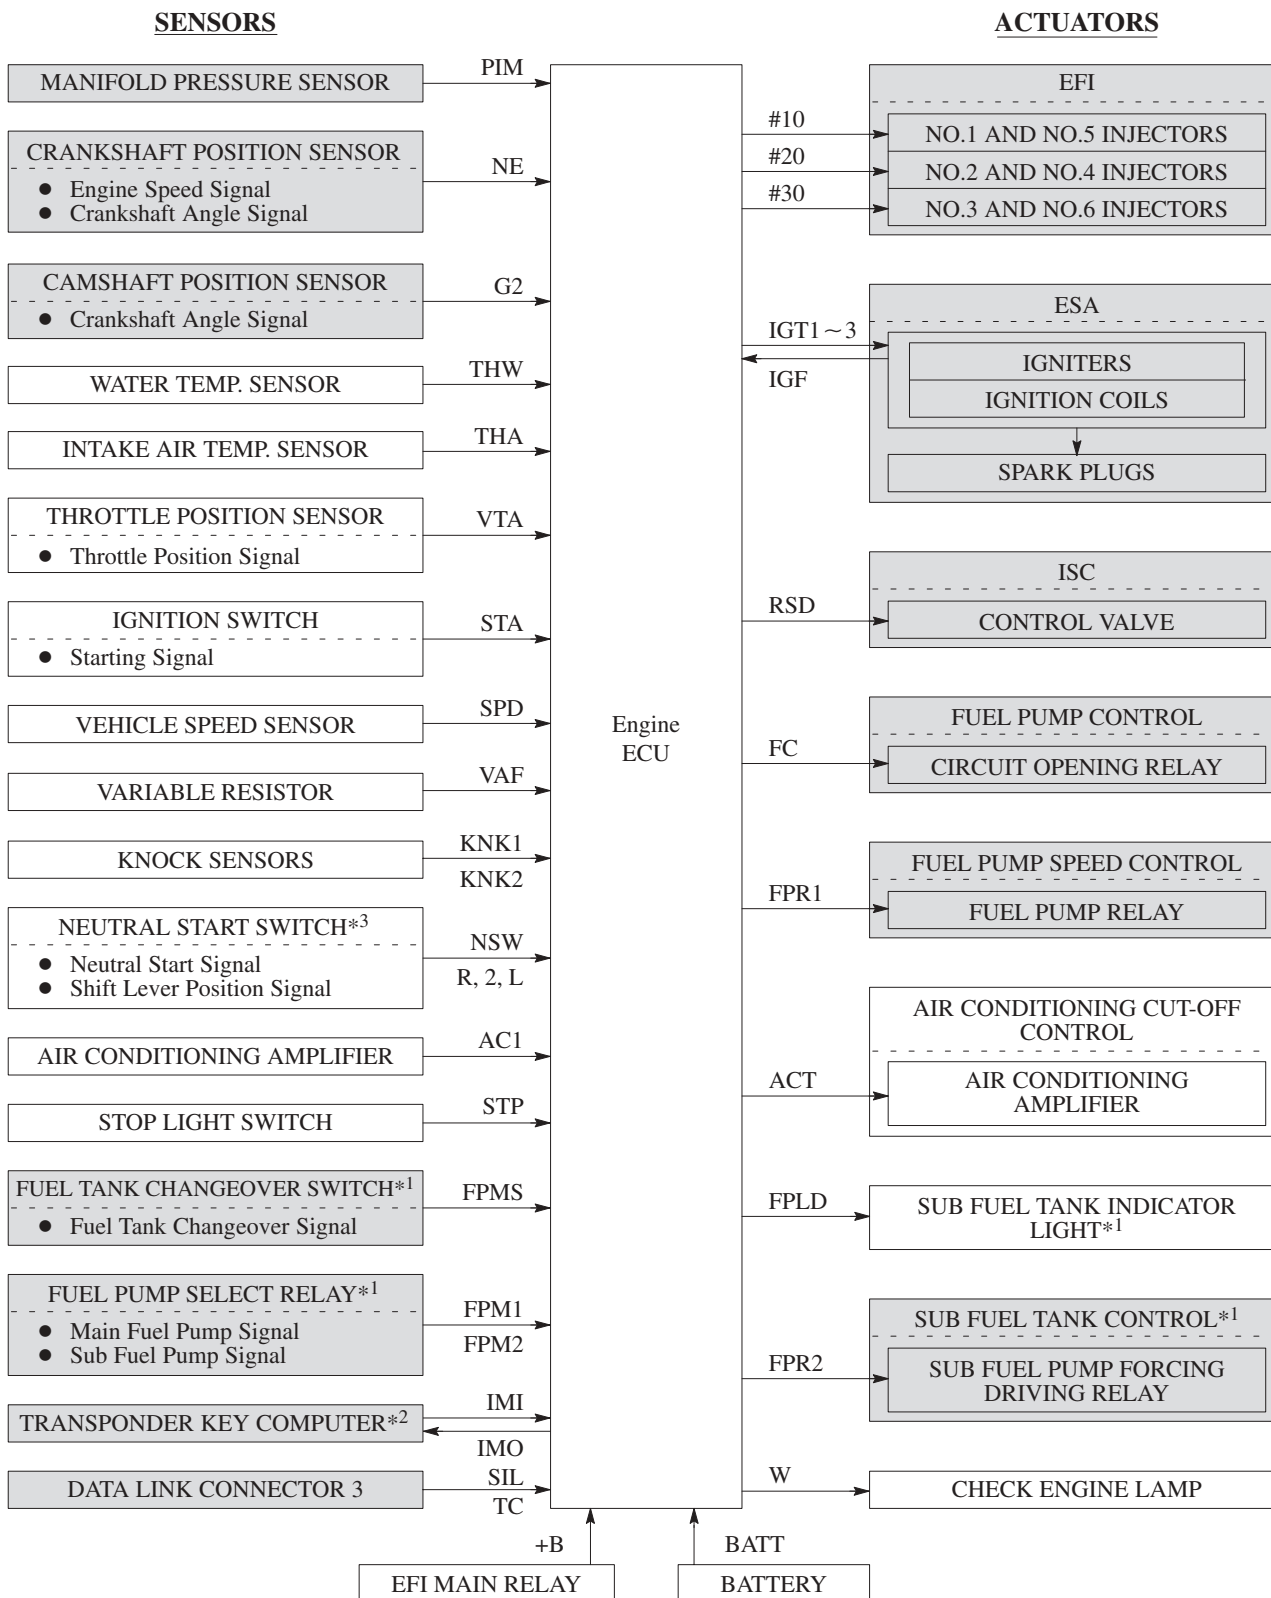 SENSORS
MANIFOLD PRESSURE SENSOR
PIM
CRANKSHAFT POSITION SENSOR
● Engine Speed Signal
● Crankshaft Angle Signal
NE
CAMSHAFT POSITION SENSOR
● Crankshaft Angle Signal
G2
WATER TEMP. SENSOR
THW
INTAKE AIR TEMP. SENSOR
THA
THROTTLE POSITION SENSOR
● Throttle Position Signal
VTA
IGNITION SWITCH
● Starting Signal
STA
VEHICLE SPEED SENSOR
SPD
VARIABLE RESISTOR
VAF
KNOCK SENSORS
KNK1
KNK2
NEUTRAL START SWITCH*3
● Neutral Start Signal
● Shift Lever Position Signal
NSW
R, 2, L
AIR CONDITIONING AMPLIFIER
AC1
STOP LIGHT SWITCH
STP
FUEL TANK CHANGEOVER SWITCH*1
● Fuel Tank Changeover Signal
FPMS
FUEL PUMP SELECT RELAY*1
● Main Fuel Pump Signal
● Sub Fuel Pump Signal
FPM1
FPM2
TRANSPONDER KEY COMPUTER*2
IMI
IMO
DATA LINK CONNECTOR 3
SIL
TC
Engine
ECU
+B
EFI MAIN RELAY
BATT
BATTERY
ACTUATORS
EFI
#10
NO.1 AND NO.5 INJECTORS
#20
NO.2 AND NO.4 INJECTORS
#30
NO.3 AND NO.6 INJECTORS
ESA
IGT1~3
IGF
IGNITERS
IGNITION COILS
SPARK PLUGS
ISC
RSD
CONTROL VALVE
FUEL PUMP CONTROL
FC
CIRCUIT OPENING RELAY
FUEL PUMP SPEED CONTROL
FPR1
FUEL PUMP RELAY
AIR CONDITIONING CUT-OFF
CONTROL
ACT
AIR CONDITIONING
AMPLIFIER
FPLD
SUB FUEL TANK INDICATOR
LIGHT*1
SUB FUEL TANK CONTROL*1
FPR2
SUB FUEL PUMP FORCING
DRIVING RELAY
W
CHECK ENGINE LAMP